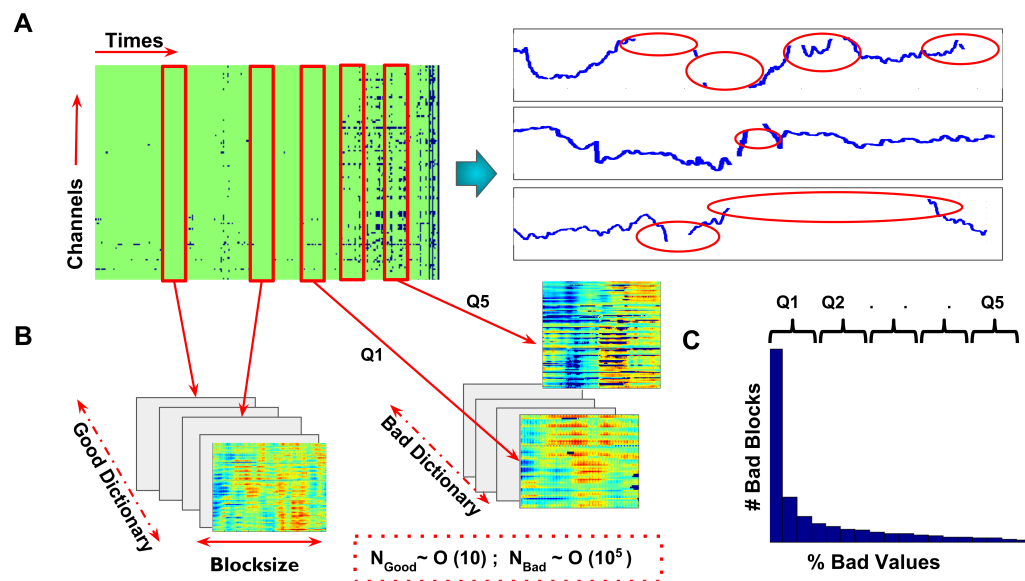 A
Times
Channels
Q5
Q1
B
Good Dictionary
Blocksize
Bad Dictionary
N_Good ~ O (10) ; N_Bad ~ O (10^5)
C
Q1 Q2 . . . Q5
# Bad Blocks
% Bad Values